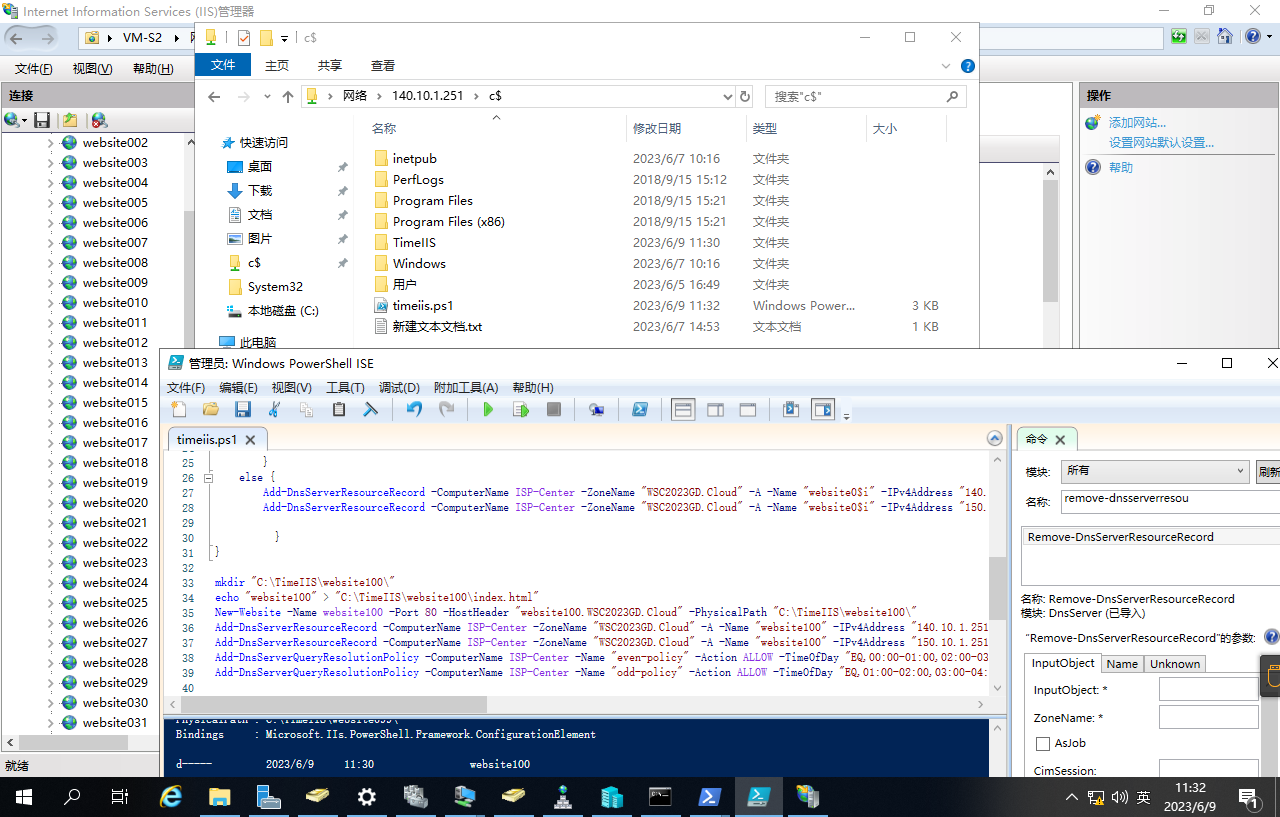 Internet Information Services (IIS)管理器
VM-S2
文件(F) 视图(V) 帮助(H)
连接
website002
website003
website004
website005
website006
website007
website008
website009
website010
website011
website012
website013
website014
website015
website016
website017
website018
website019
website020
website021
website022
website023
website024
website025
website026
website027
website028
website029
website030
website031
就绪
c$
文件 主页 共享 查看
网络 140.10.1.251 c$
搜索"c$"
快速访问
桌面
下载
文档
图片
c$
System32
本地磁盘 (C:)
此电脑
名称 修改日期 类型 大小
inetpub 2023/6/7 10:16 文件夹
PerfLogs 2018/9/15 15:12 文件夹
Program Files 2018/9/15 15:21 文件夹
Program Files (x86) 2018/9/15 15:21 文件夹
TimeIIS 2023/6/9 11:30 文件夹
Windows 2023/6/7 10:16 文件夹
用户 2023/6/5 16:49 文件夹
timeiis.ps1 2023/6/9 11:32 Windows Power... 3 KB
新建文本文档.txt 2023/6/7 14:53 文本文档 1 KB
操作
添加网站...
设置网站默认设置...
帮助
管理员: Windows PowerShell ISE
文件(F) 编辑(E) 视图(V) 工具(T) 调试(D) 附加工具(A) 帮助(H)
timeiis.ps1
25 }
26 else {
27 Add-DnsServerResourceRecord -ComputerName ISP-Center -ZoneName "WSC2023GD.Cloud" -A -Name "website0$i" -IPv4Address "140.
28 Add-DnsServerResourceRecord -ComputerName ISP-Center -ZoneName "WSC2023GD.Cloud" -A -Name "website0$i" -IPv4Address "150.
29
30 }
31 }
32
33 mkdir "C:\TimeIIS\website100\"
34 echo "website100" > "C:\TimeIIS\website100\index.html"
35 New-Website -Name website100 -Port 80 -HostHeader "website100.WSC2023GD.Cloud" -PhysicalPath "C:\TimeIIS\website100\"
36 Add-DnsServerResourceRecord -ComputerName ISP-Center -ZoneName "WSC2023GD.Cloud" -A -Name "website100" -IPv4Address "140.10.1.251
37 Add-DnsServerResourceRecord -ComputerName ISP-Center -ZoneName "WSC2023GD.Cloud" -A -Name "website100" -IPv4Address "150.10.1.251
38 Add-DnsServerQueryResolutionPolicy -ComputerName ISP-Center -Name "even-policy" -Action ALLOW -TimeOfDay "EQ,00:00-01:00,02:00-03
39 Add-DnsServerQueryResolutionPolicy -ComputerName ISP-Center -Name "odd-policy" -Action ALLOW -TimeOfDay "EQ,01:00-02:00,03:00-04:
40
PhysicalPath : C:\TimeIIS\website099\
Bindings : Microsoft.IIs.PowerShell.Framework.ConfigurationElement
d----- 2023/6/9 11:30 website100
命令
模块: 所有 刷新
名称: remove-dnsserverresou
Remove-DnsServerResourceRecord
名称: Remove-DnsServerResourceRecord
模块: DnsServer (已导入)
"Remove-DnsServerResourceRecord"的参数:
InputObject Name Unknown
InputObject: *
ZoneName: *
AsJob
CimSession:
英
11:32
2023/6/9
1